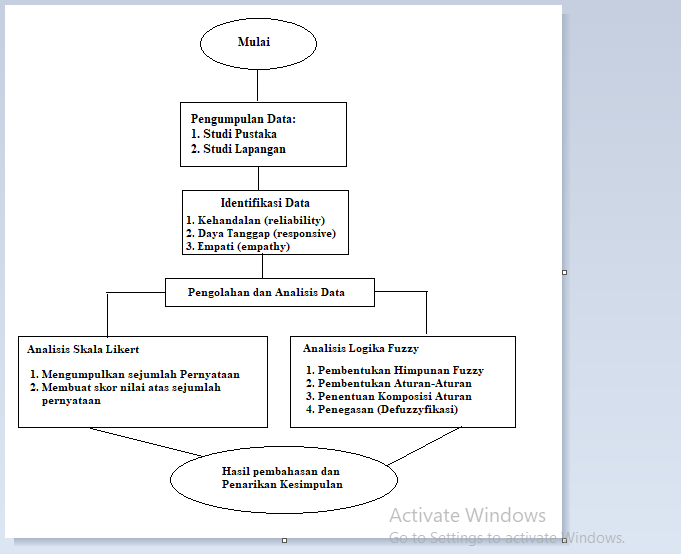 Mulai
Pengumpulan Data:
1. Studi Pustaka
2. Studi Lapangan
Identifikasi Data
1. Kehandalan (reliability)
2. Daya Tanggap (responsive)
3. Empati (empathy)
Pengolahan dan Analisis Data
Analisis Skala Likert
1. Mengumpulkan sejumlah Pernyataan
2. Membuat skor nilai atas sejumlah
pernyataan
Analisis Logika Fuzzy
1. Pembentukan Himpunan Fuzzy
2. Pembentukan Aturan-Aturan
3. Penentuan Komposisi Aturan
4. Penegasan (Defuzzyfikasi)
Hasil pembahasan dan
Penarikan Kesimpulan
Activate Windows
Go to Settings to activate Windows.